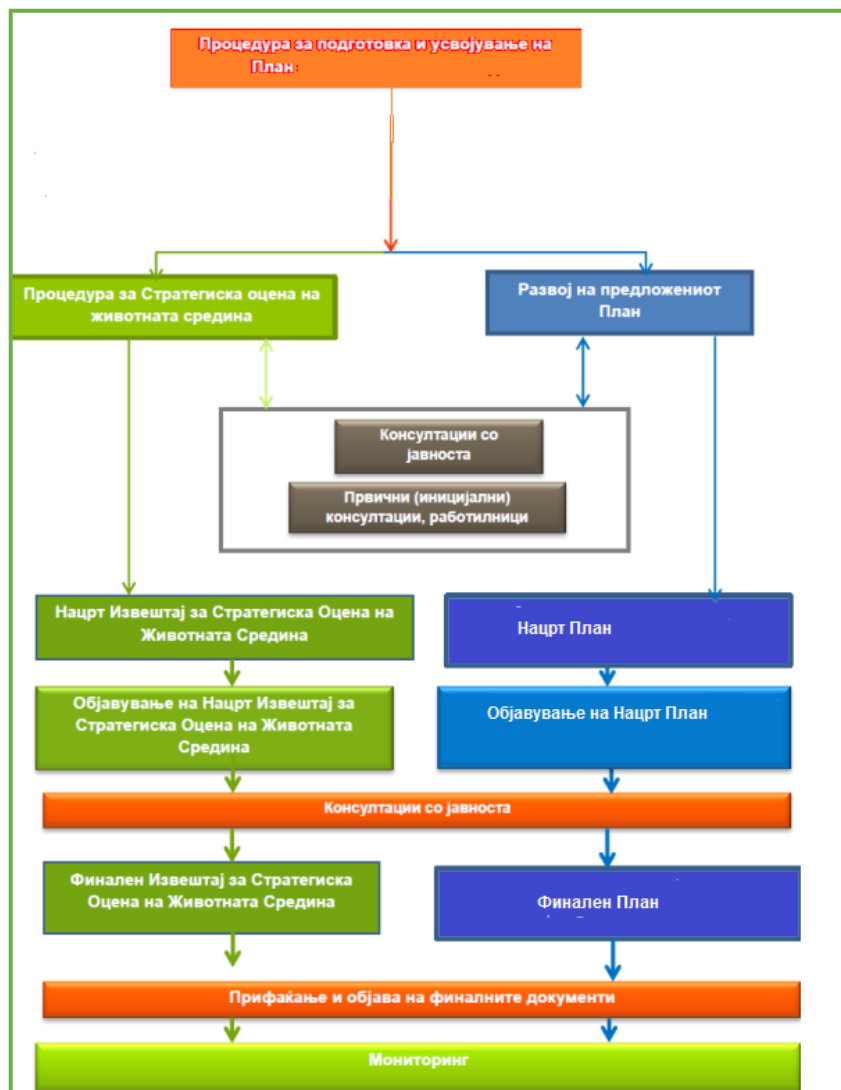 Процедура за подготовка и усвојување на
План
Процедура за Стратегиска оцена на
животната средина
Развој на предложениот
План
Консултации со
јавноста
Првични (иницијални)
консултации, работилници
Нацрт Извештај за Стратегиска Оцена на
Животната Средина
Нацрт План
Објавување на Нацрт Извештај за
Стратегиска Оцена на Животната
Средина
Објавување на Нацрт План
Консултации со јавноста
Финален Извештај за Стратегиска
Оцена на Животната Средина
Финален План
Прифаќање и објава на финалните документи
Мониторинг